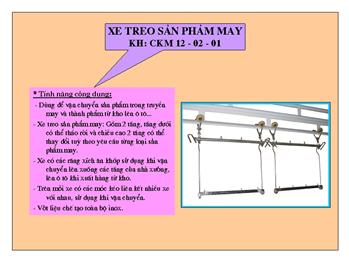 XE TREO SẢN PHẨM MAY
KH: CKM 12 - 02 - 01
* Tính năng công dụng:
- Dùng để vận chuyển sản phẩm trong truyền
may và thành phẩm từ kho lên ô tô...
- Xe treo sản phẩm may: Gồm 2 tầng, tầng dưới
có thể tháo rời và chiều cao 2 tầng có thể
thay đổi tuỳ theo yêu cầu từng loại sản
phẩm may.
- Xe có các răng xích ăn khớp sử dụng khi vận
chuyển lên xuống các tầng của nhà xưởng,
lên ô tô khi xuất hàng từ kho.
- Trên mỗi xe có các móc kéo liên kết nhiều xe
với nhau, sử dụng khi vận chuyển.
- Vật liệu chế tạo toàn bộ inox.